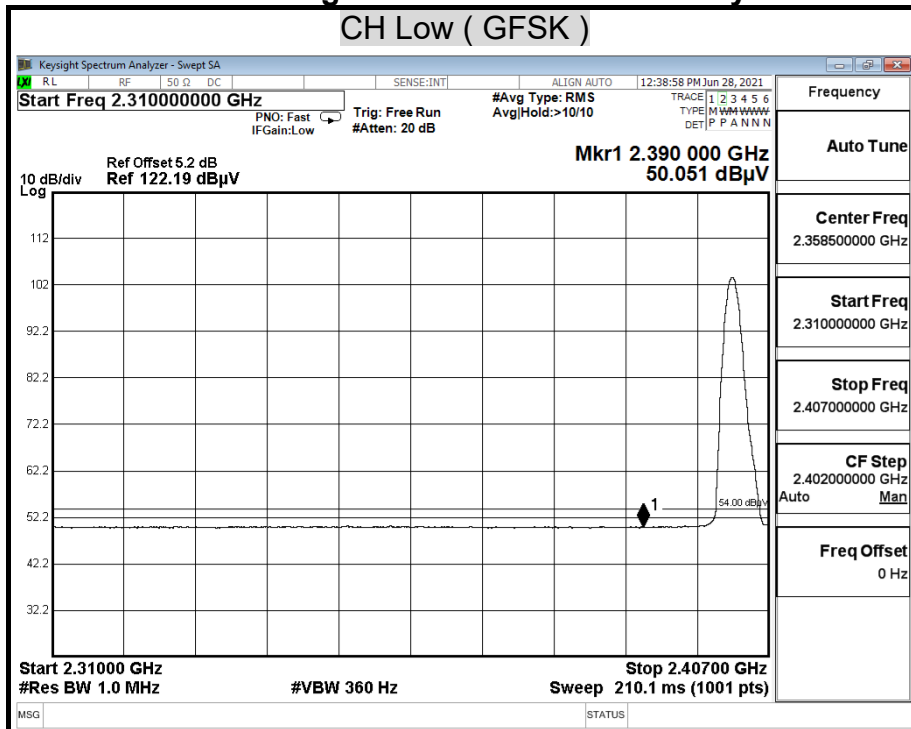 CH Low ( GFSK )
Keysight Spectrum Analyzer - Swept SA
LXI RL RF 50 Ω DC SENSE:INT ALIGN AUTO 12:38:58 PM Jun 28, 2021
Start Freq 2.310000000 GHz
PNO: Fast
IFGain:Low
Trig: Free Run
#Atten: 20 dB
#Avg Type: RMS
Avg|Hold:>10/10
TRACE 1 2 3 4 5 6
TYPE M WM WWWW
DET P P A N N N
Frequency
Mkr1 2.390 000 GHz
50.051 dBµV
Ref Offset 5.2 dB
10 dB/div Ref 122.19 dBµV
Log
112
102
92.2
82.2
72.2
62.2
52.2
42.2
32.2
1
54.00 dBµV
Start 2.31000 GHz
Stop 2.40700 GHz
#Res BW 1.0 MHz
#VBW 360 Hz
Sweep 210.1 ms (1001 pts)
Auto Tune
Center Freq
2.358500000 GHz
Start Freq
2.310000000 GHz
Stop Freq
2.407000000 GHz
CF Step
2.402000000 GHz
Auto Man
Freq Offset
0 Hz
MSG
STATUS